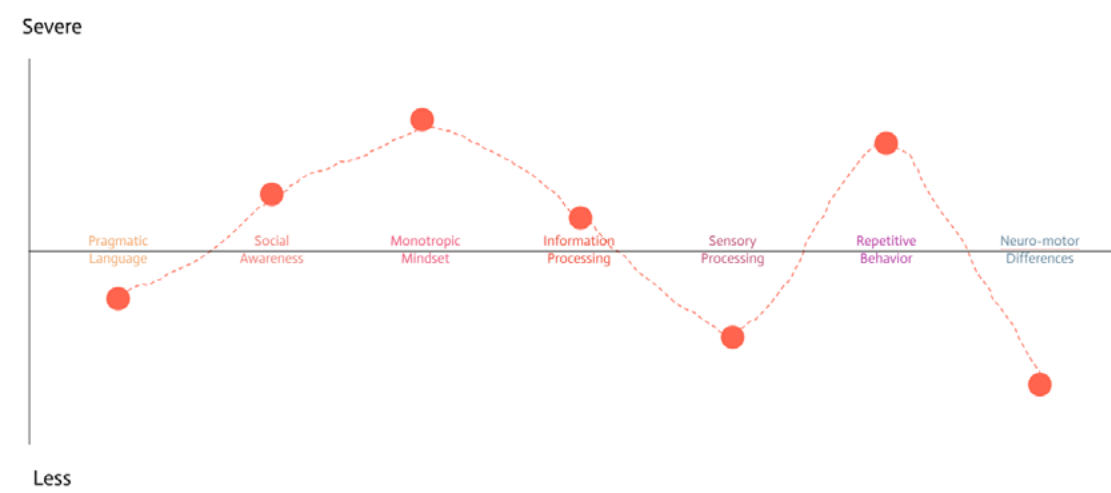 Severe
Pragmatic
Language
Social
Awareness
Monotropic
Mindset
Information
Processing
Sensory
Processing
Repetitive
Behavior
Neuro-motor
Differences
Less